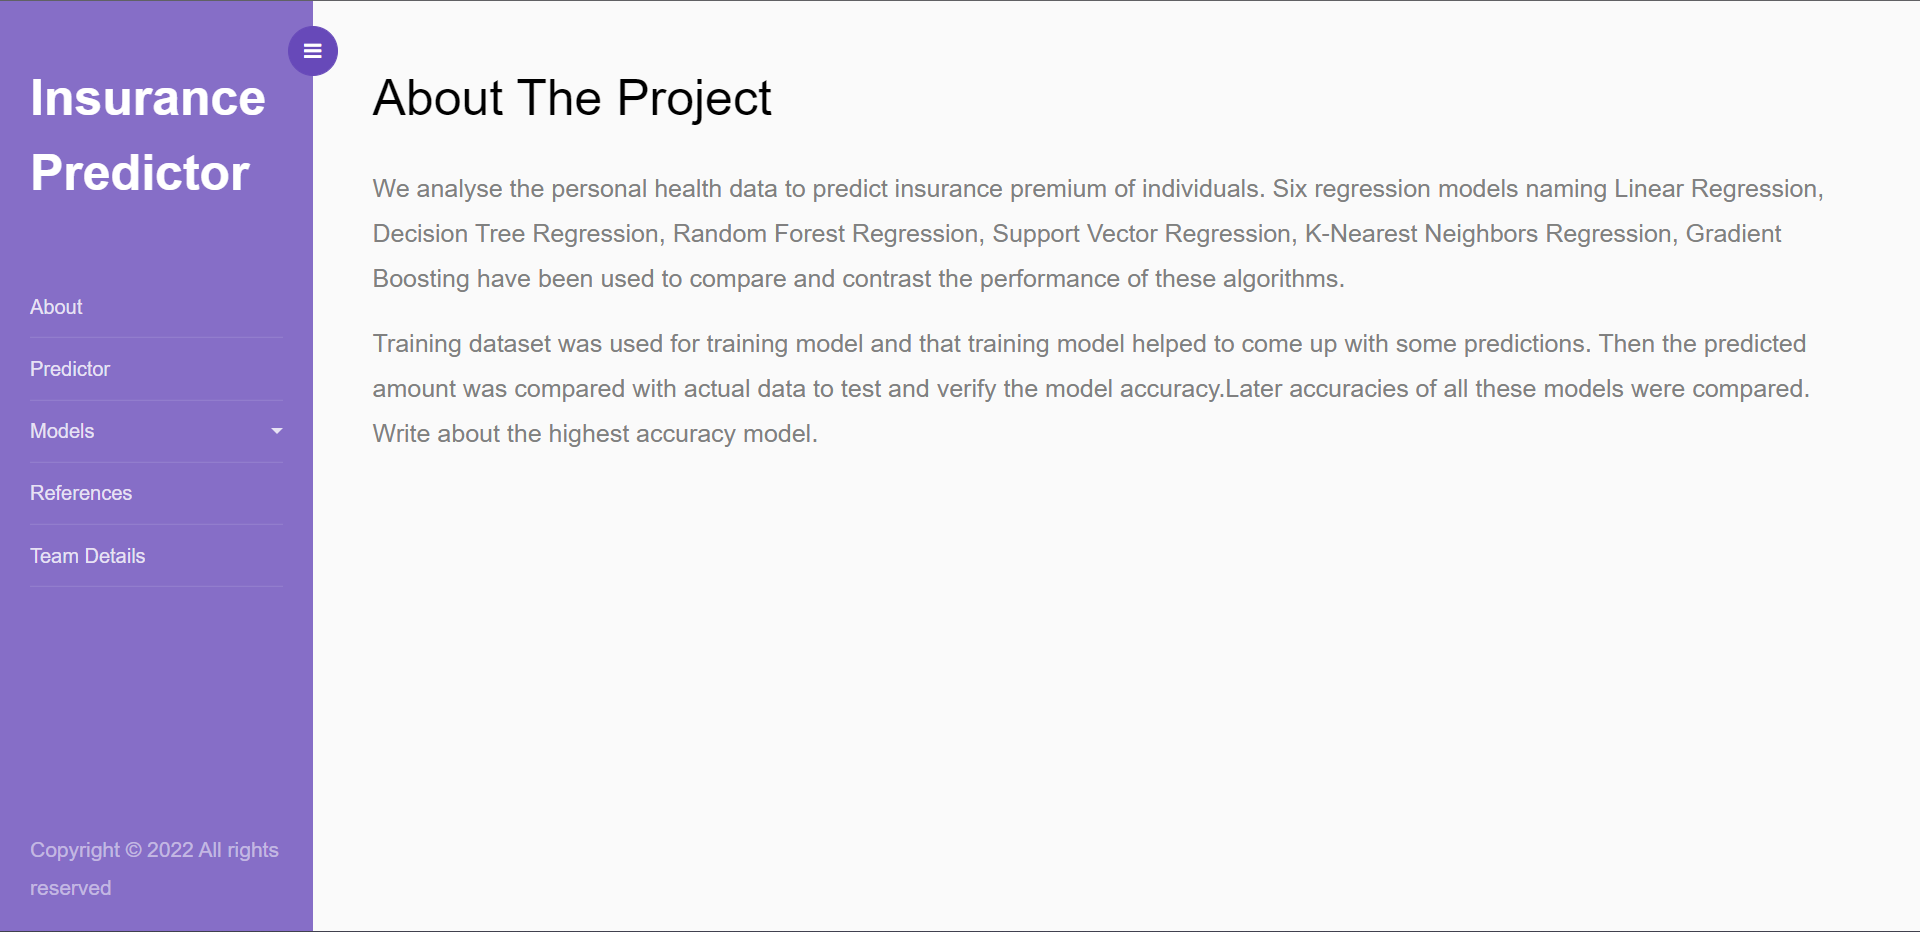 Insurance
Predictor
About
Predictor
Models
References
Team Details
Copyright © 2022 All rights
reserved
About The Project
We analyse the personal health data to predict insurance premium of individuals. Six regression models naming Linear Regression,
Decision Tree Regression, Random Forest Regression, Support Vector Regression, K-Nearest Neighbors Regression, Gradient
Boosting have been used to compare and contrast the performance of these algorithms.
Training dataset was used for training model and that training model helped to come up with some predictions. Then the predicted
amount was compared with actual data to test and verify the model accuracy.Later accuracies of all these models were compared.
Write about the highest accuracy model.